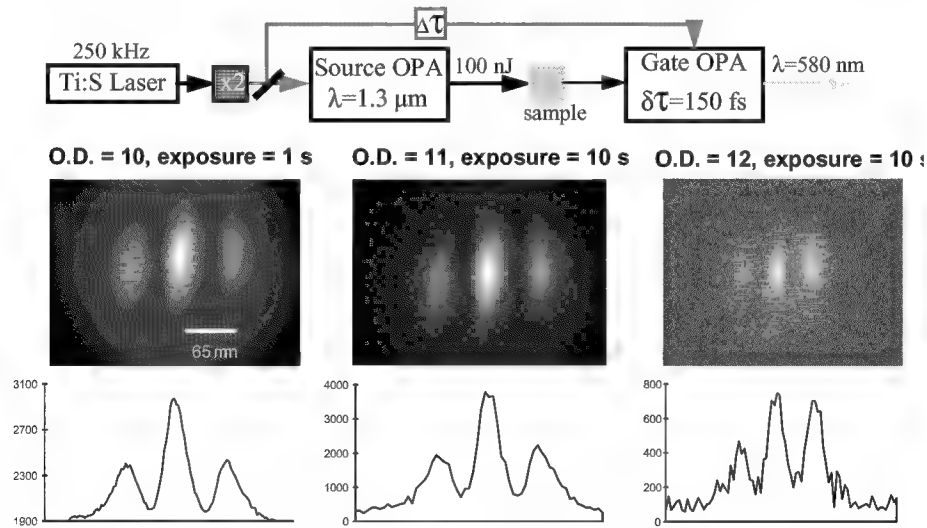 Δτ
250 kHz
Ti:S Laser
x2
Source OPA
λ=1.3 μm
100 nJ
sample
Gate OPA
δτ=150 fs
λ=580 nm
O.D. = 10, exposure = 1 s
O.D. = 11, exposure = 10 s
O.D. = 12, exposure = 10 s
65
3100
2700
2300
1900
4000
3000
2000
1000
0
800
600
400
200
0